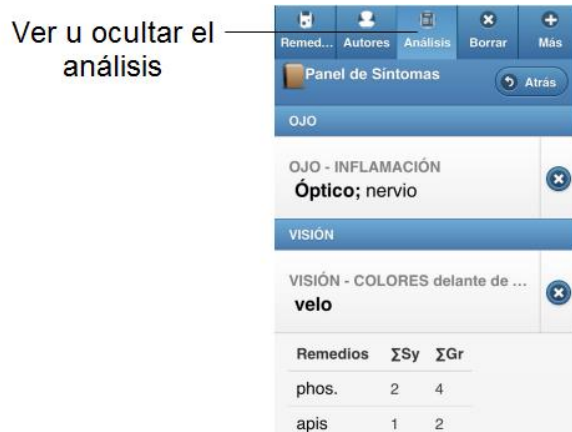 Ver u ocultar el
análisis
Remed... Autores Análisis Borrar Más
Panel de Síntomas
Atrás
OJO
OJO - INFLAMACIÓN
Óptico; nervio
VISIÓN
VISIÓN - COLORES delante de ...
velo
Remedios ΣSy ΣGr
phos. 2 4
apis 1 2